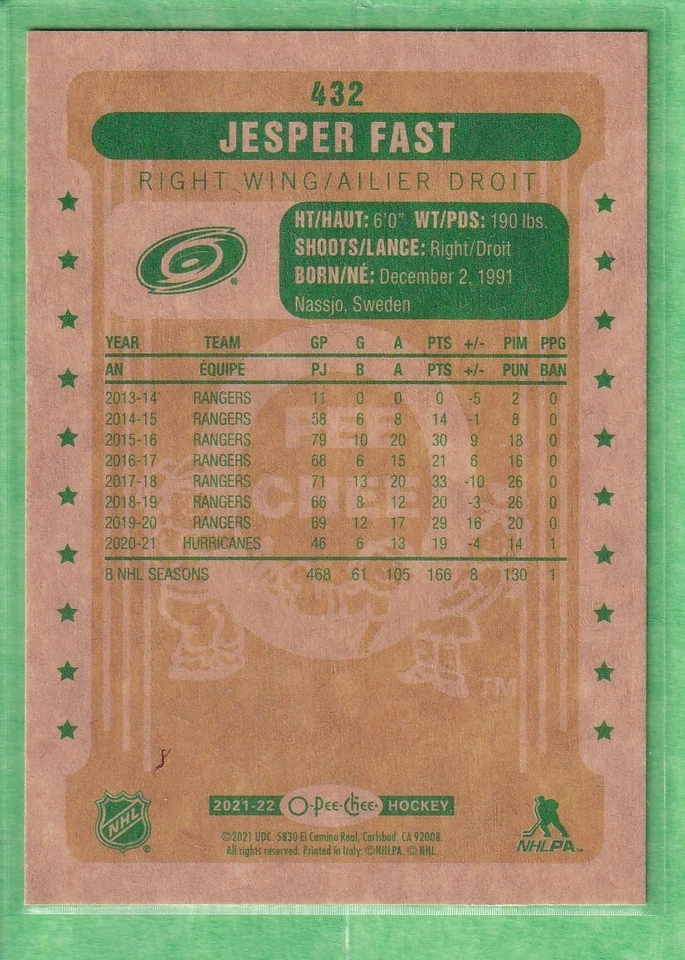 432
JESPER FAST
RIGHT WING/AILIER DROIT
HT/HAUT: 6'0" WT/PDS: 190 lbs.
SHOOTS/LANCE: Right/Droit
BORN/NÉ: December 2, 1991
Nassjo, Sweden
YEAR TEAM GP G A PTS +/- PIM PPG
AN ÉQUIPE PJ B A PTS +/- PUN BAN
2013-14 RANGERS 11 0 0 0 -5 2 0
2014-15 RANGERS 58 6 8 14 -1 8 0
2015-16 RANGERS 79 10 20 30 9 18 0
2016-17 RANGERS 68 6 15 21 6 16 0
2017-18 RANGERS 71 13 20 33 -10 26 0
2018-19 RANGERS 66 8 12 20 -3 26 0
2019-20 RANGERS 69 12 17 29 16 20 0
2020-21 HURRICANES 46 6 13 19 -4 14 1
8 NHL SEASONS 468 61 105 166 8 130 1
PEE
CHEE
TM
NHL
2021-22 O-Pee-Chee HOCKEY
NHLPA™
©2021 UDC. 5830 El Camino Real, Carlsbad, CA 92008.
All rights reserved. Printed in Italy. ©NHLPA. © NHL.